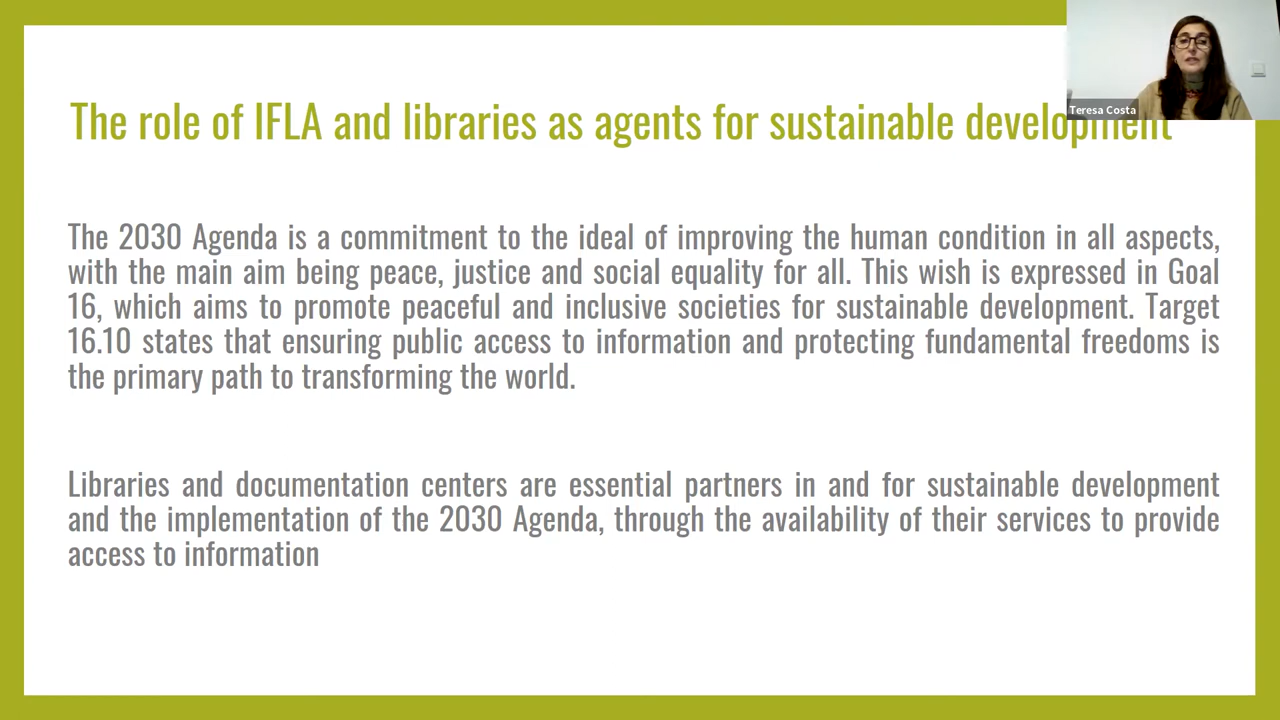 The role of IFLA and libraries as agents for sustainable development
Teresa Costa
The 2030 Agenda is a commitment to the ideal of improving the human condition in all aspects,
with the main aim being peace, justice and social equality for all. This wish is expressed in Goal
16, which aims to promote peaceful and inclusive societies for sustainable development. Target
16.10 states that ensuring public access to information and protecting fundamental freedoms is
the primary path to transforming the world.
Libraries and documentation centers are essential partners in and for sustainable development
and the implementation of the 2030 Agenda, through the availability of their services to provide
access to information